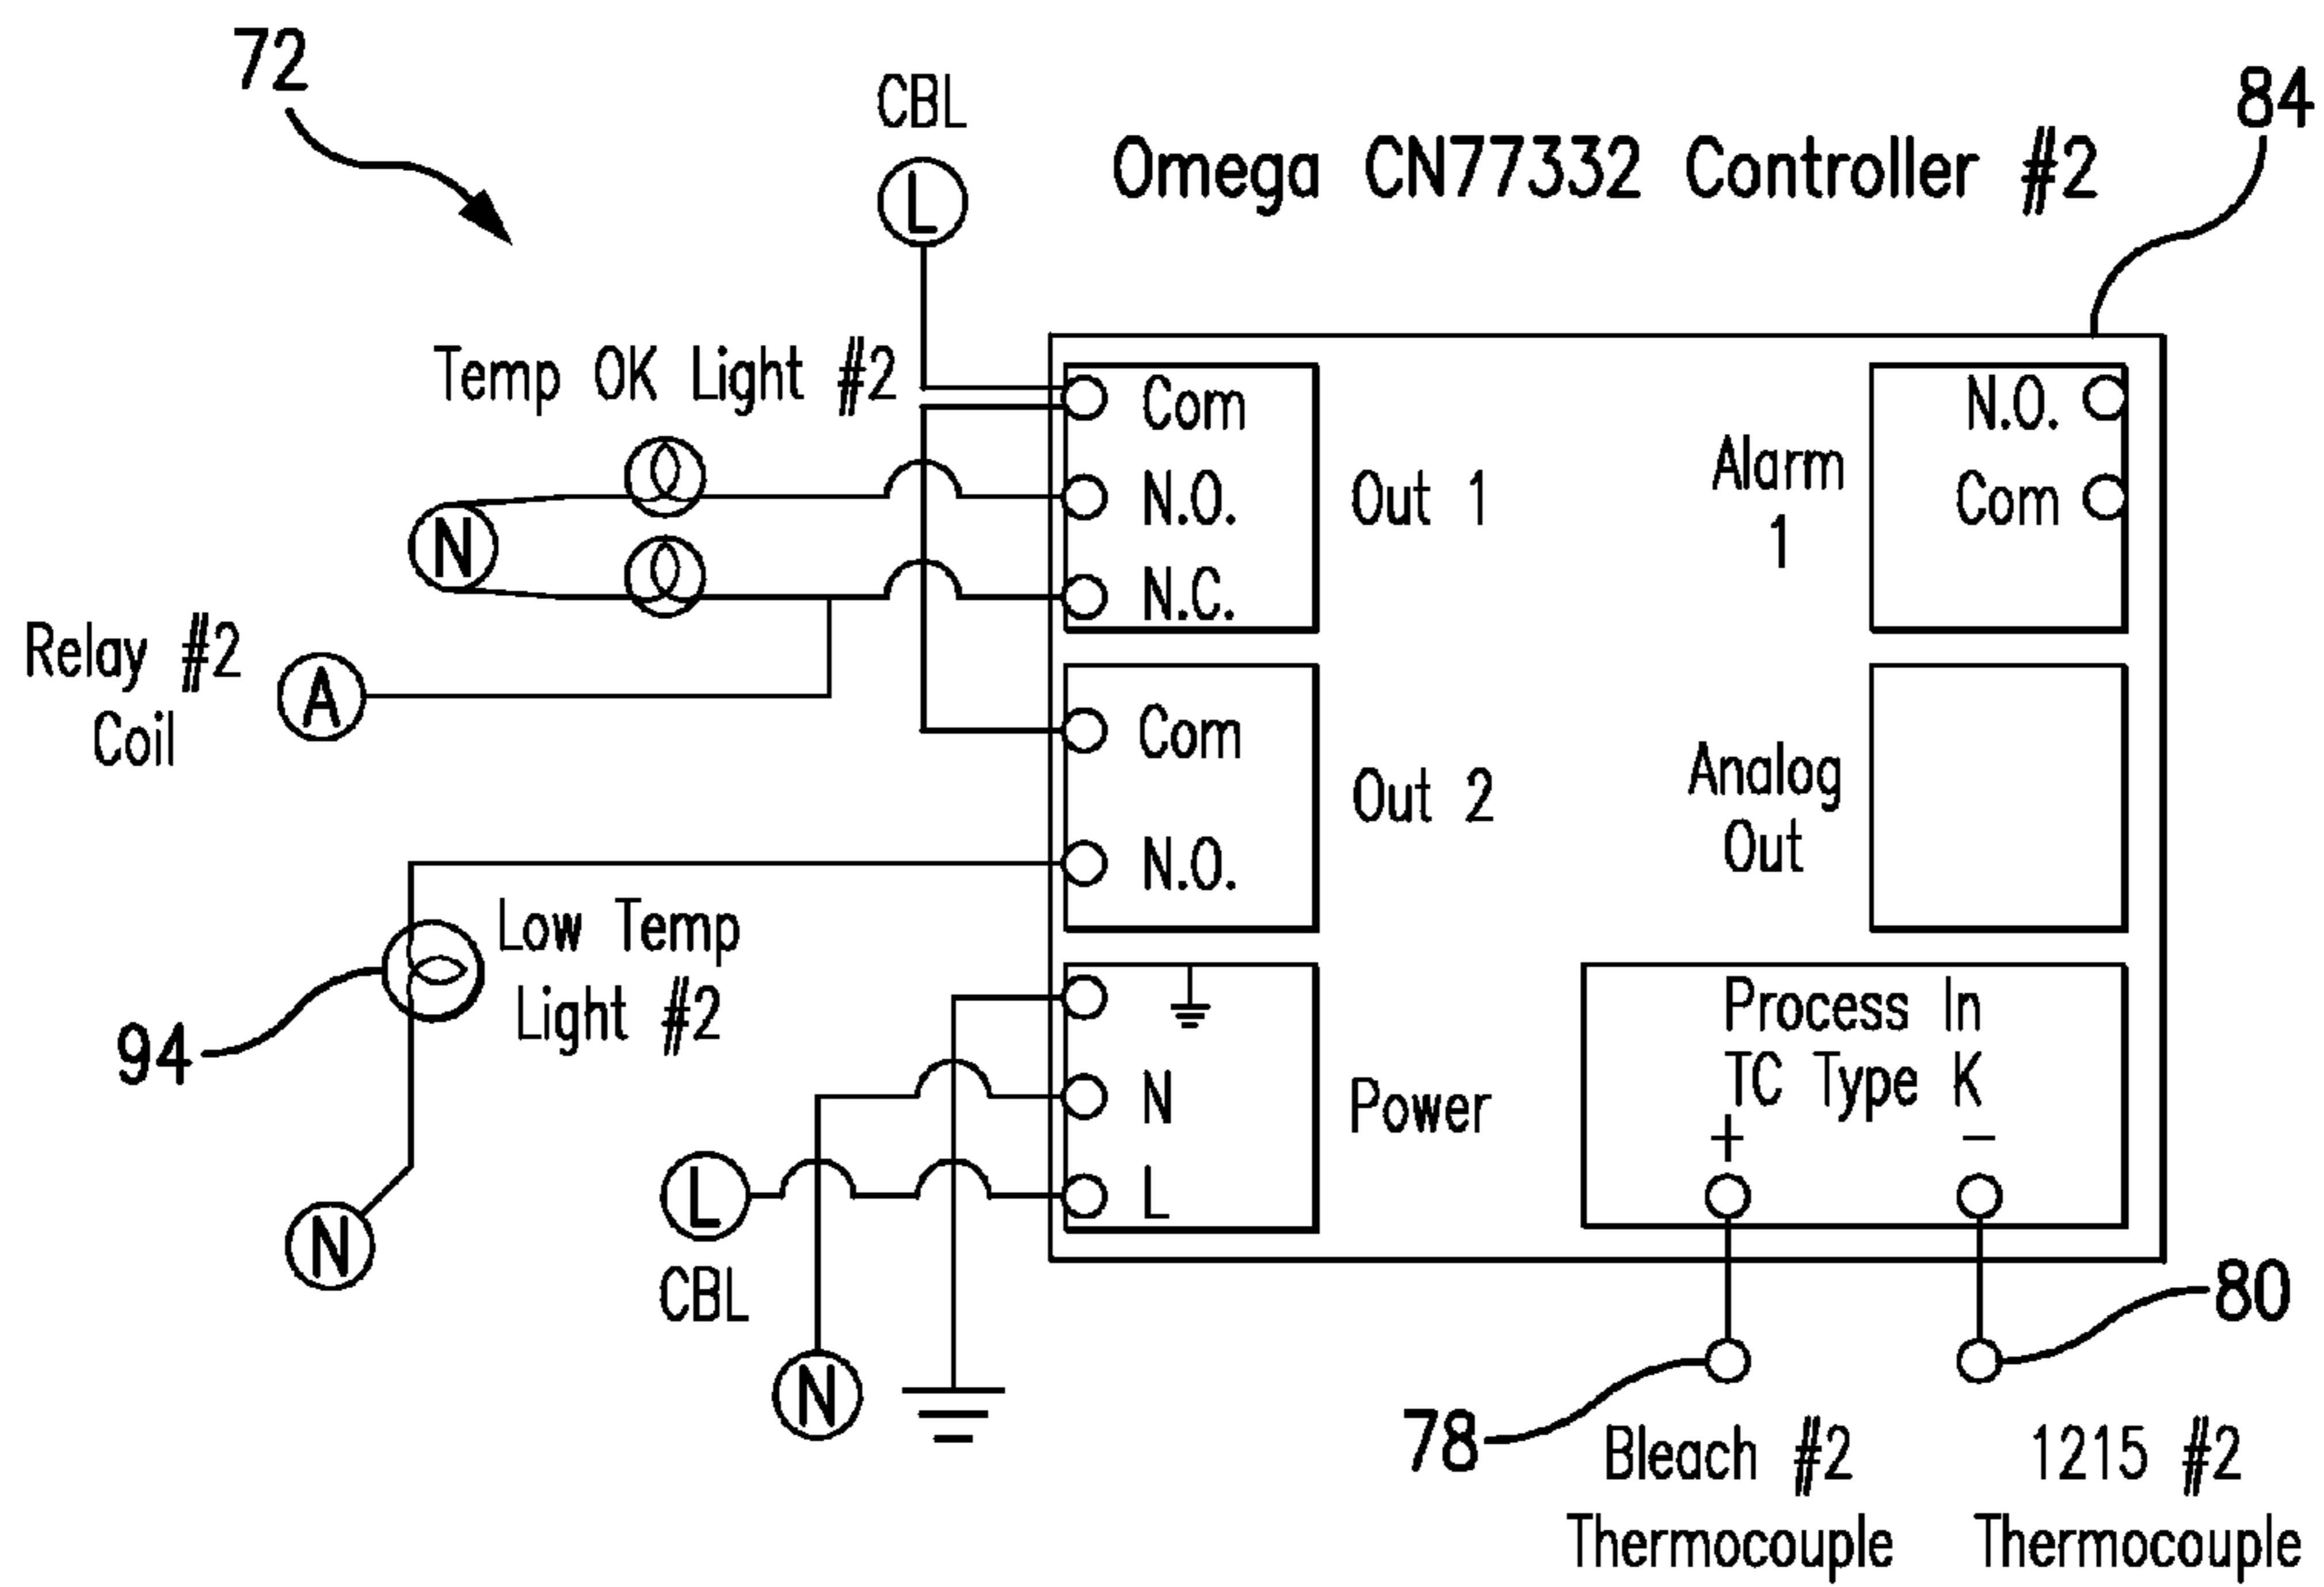 72
CBL
L
84
Omega CN77332 Controller #2
Temp OK Light #2
Com
N.O.
N.C.
Out 1
N.O.
Com
Alarm
1
N
Relay #2
Coil
A
Com
N.O.
Out 2
Analog
Out
Low Temp
Light #2
94
N
N
L
Power
L
CBL
N
Process In
TC Type K
+ −
80
78
Bleach #2
Thermocouple
1215 #2
Thermocouple